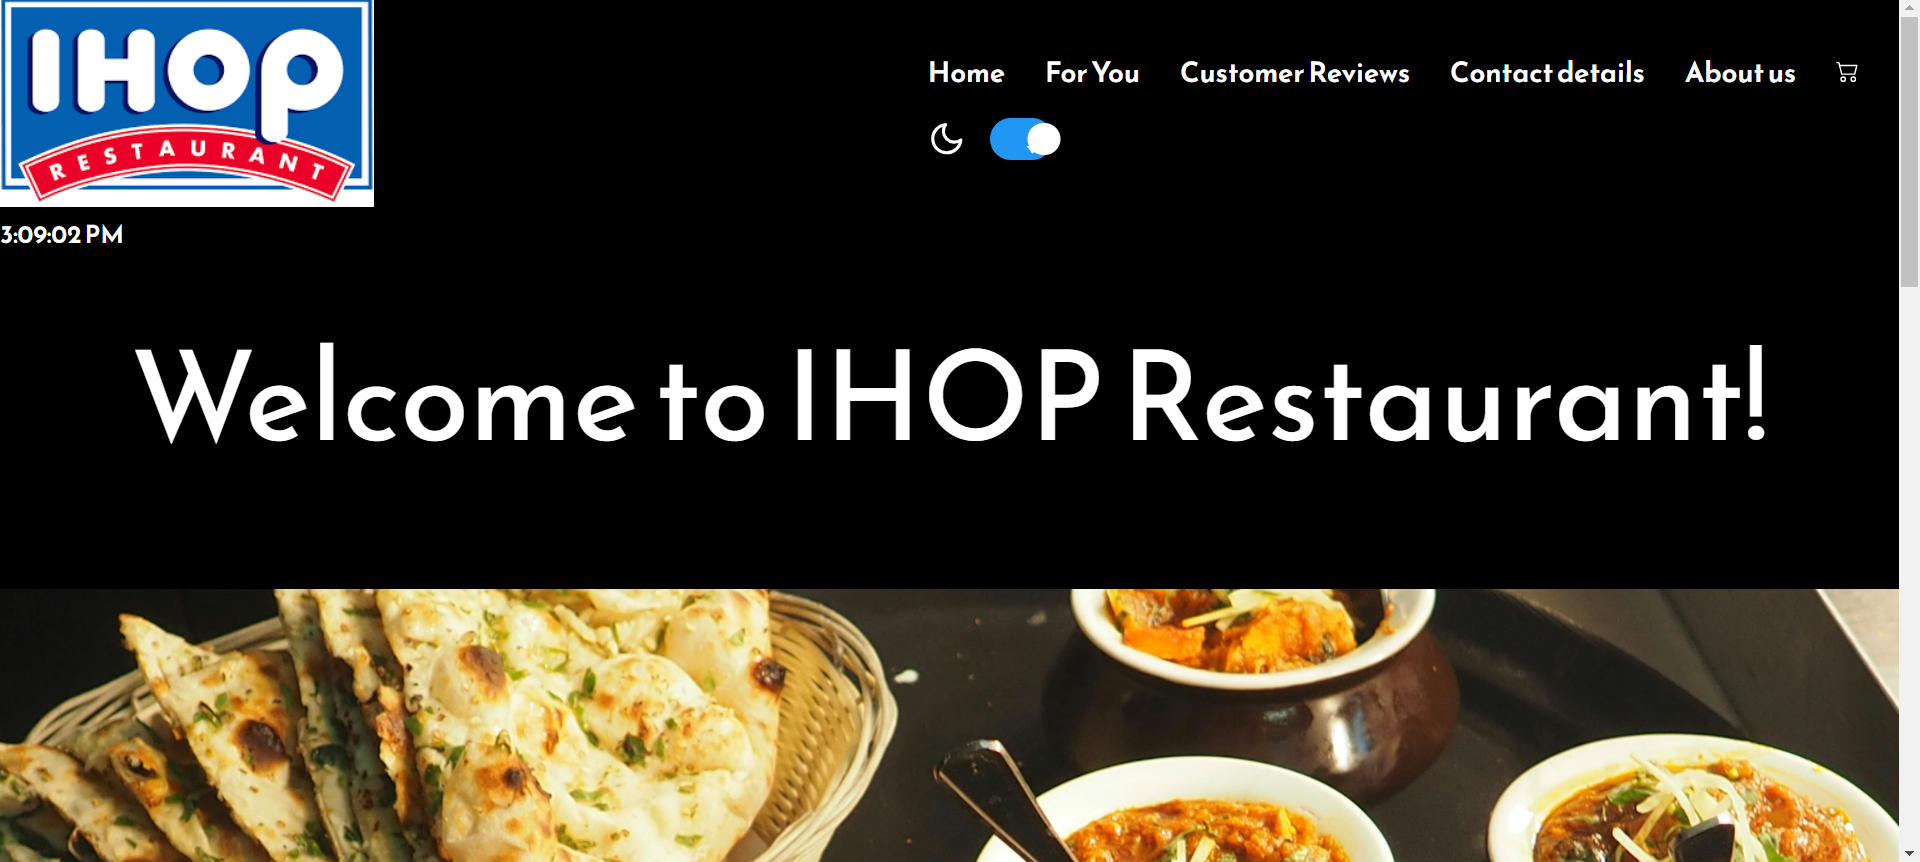 IHOP
RESTAURANT
Home For You Customer Reviews Contact details About us
3:09:02 PM
Welcome to IHOP Restaurant!